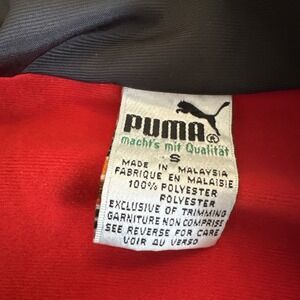 PUMA®
macht's mit Qualität
S
MADE IN MALAYSIA
FABRIQUE EN MALAISIE
100% POLYESTER
POLYESTER
EXCLUSIVE OF TRIMMING
GARNITURE NON COMPRISE
SEE REVERSE FOR CARE
VOIR AU VERSO